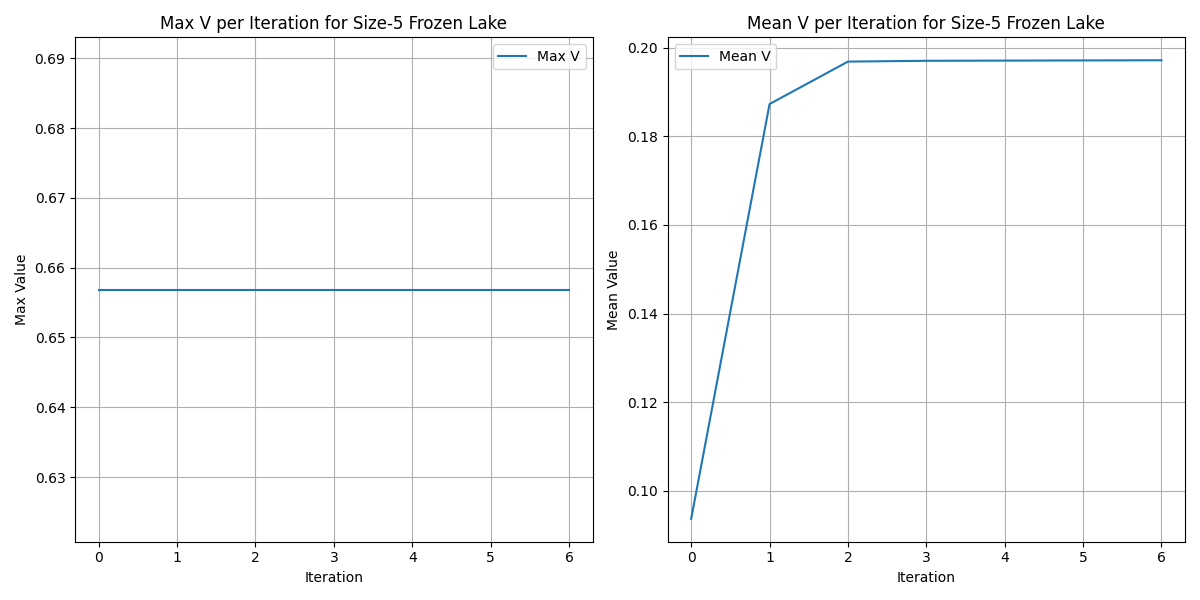 Max V per Iteration for Size-5 Frozen Lake
Max V
0.69
0.68
0.67
0.66
0.65
0.64
0.63
Max Value
0 1 2 3 4 5 6
Iteration
Mean V per Iteration for Size-5 Frozen Lake
Mean V
0.20
0.18
0.16
0.14
0.12
0.10
Mean Value
0 1 2 3 4 5 6
Iteration